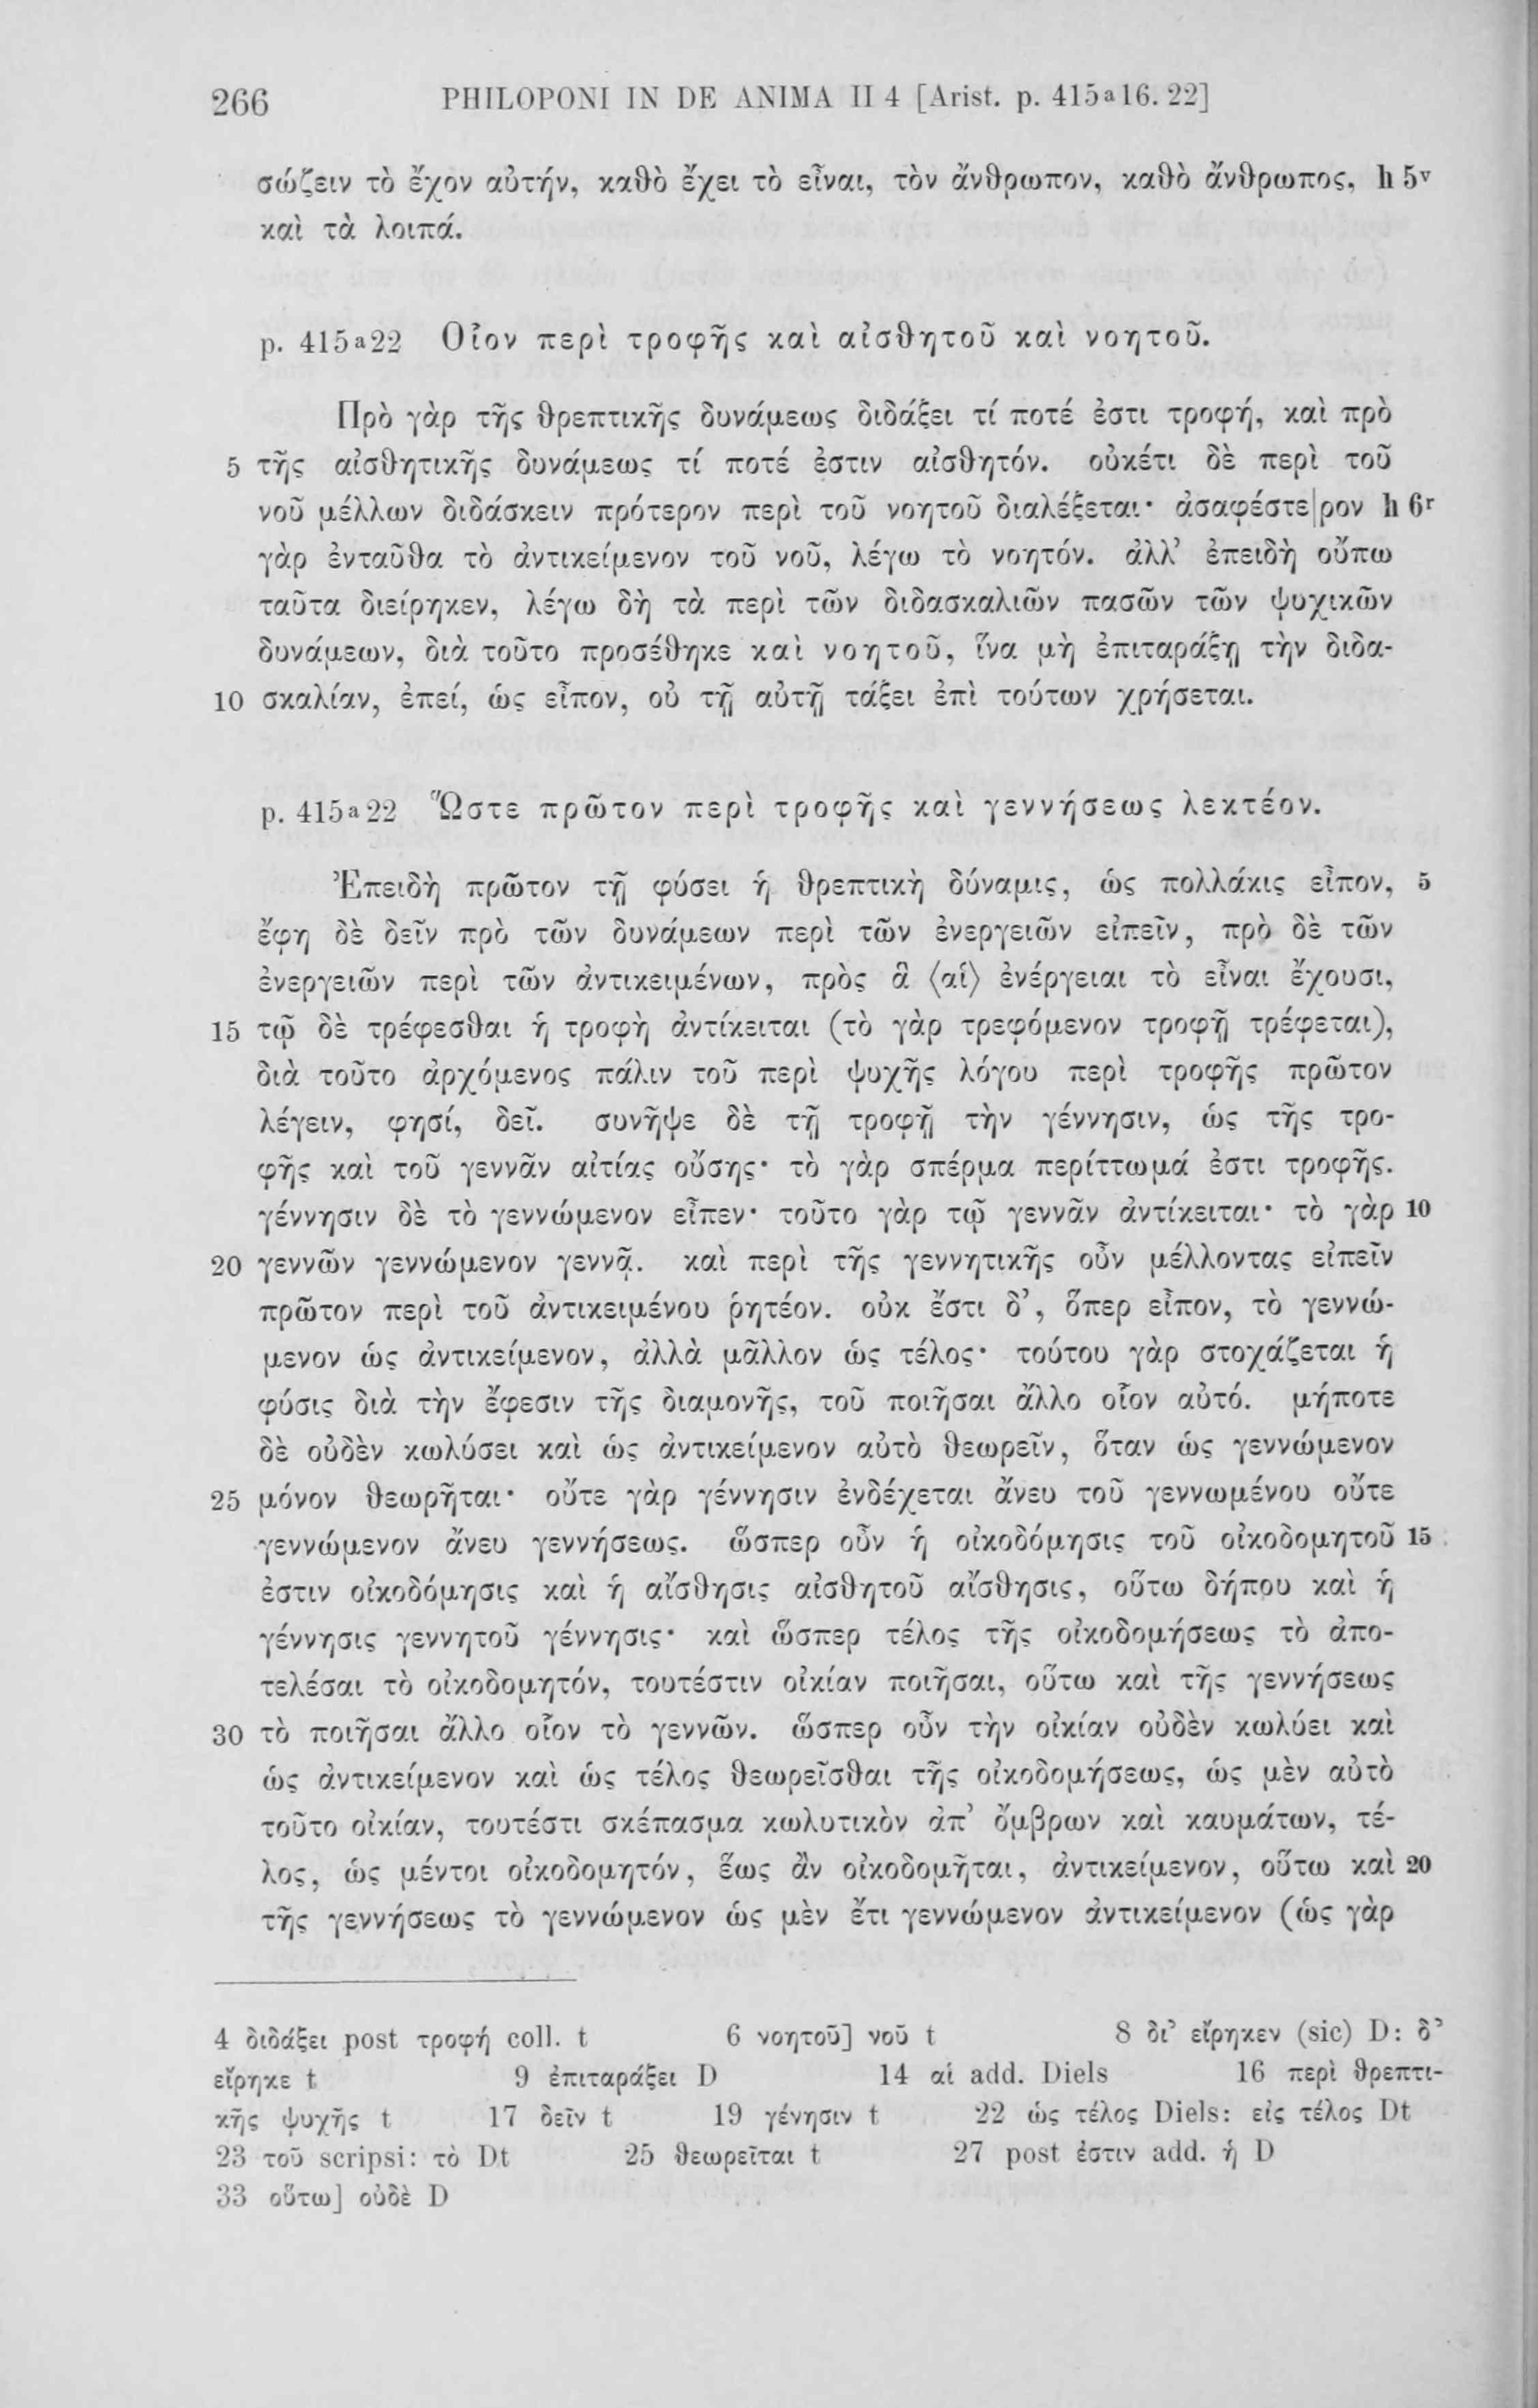 266 PHILOPONI IN DE ANIMA II 4 [Arist. p. 415a16. 22]
σώζειν τὸ ἔχον αὐτήν, καθὸ ἔχει τὸ εἶναι, τὸν ἄνθρωπον, καθὸ ἄνθρωπος, h 5v
καὶ τὰ λοιπά.
p. 415a22 Οἷον περὶ τροφῆς καὶ αἰσθητοῦ καὶ νοητοῦ.
Πρὸ γὰρ τῆς θρεπτικῆς δυνάμεως διδάξει τί ποτέ ἐστι τροφή, καὶ πρὸ
5 τῆς αἰσθητικῆς δυνάμεως τί ποτέ ἐστιν αἰσθητόν. οὐκέτι δὲ περὶ τοῦ
νοῦ μέλλων διδάσκειν πρότερον περὶ τοῦ νοητοῦ διαλέξεται· ἀσαφέστε|ρον h 6r
γὰρ ἐνταῦθα τὸ ἀντικείμενον τοῦ νοῦ, λέγω τὸ νοητόν. ἀλλ’ ἐπειδὴ οὔπω
ταῦτα διείρηκεν, λέγω δὴ τὰ περὶ τῶν διδασκαλιῶν πασῶν τῶν ψυχικῶν
δυνάμεων, διὰ τοῦτο προσέθηκε καὶ νοητοῦ, ἵνα μὴ ἐπιταράξῃ τὴν διδα-
10 σκαλίαν, ἐπεί, ὡς εἶπον, οὐ τῇ αὐτῇ τάξει ἐπὶ τούτων χρήσεται.
p. 415a22 Ὥστε πρῶτον περὶ τροφῆς καὶ γεννήσεως λεκτέον.
Ἐπειδὴ πρῶτον τῇ φύσει ἡ θρεπτικὴ δύναμις, ὡς πολλάκις εἶπον, 5
ἔφη δὲ δεῖν πρὸ τῶν δυνάμεων περὶ τῶν ἐνεργειῶν εἰπεῖν, πρὸ δὲ τῶν
ἐνεργειῶν περὶ τῶν ἀντικειμένων, πρὸς ἃ ⟨αἱ⟩ ἐνέργειαι τὸ εἶναι ἔχουσι,
15 τῷ δὲ τρέφεσθαι ἡ τροφὴ ἀντίκειται (τὸ γὰρ τρεφόμενον τροφῇ τρέφεται),
διὰ τοῦτο ἀρχόμενος πάλιν τοῦ περὶ ψυχῆς λόγου περὶ τροφῆς πρῶτον
λέγειν, φησί, δεῖ. συνῆψε δὲ τῇ τροφῇ τὴν γέννησιν, ὡς τῆς τρο-
φῆς καὶ τοῦ γεννᾶν αἰτίας οὔσης· τὸ γὰρ σπέρμα περίττωμά ἐστι τροφῆς.
γέννησιν δὲ τὸ γεννώμενον εἶπεν· τοῦτο γὰρ τῷ γεννᾶν ἀντίκειται· τὸ γὰρ 10
20 γεννῶν γεννώμενον γεννᾷ. καὶ περὶ τῆς γεννητικῆς οὖν μέλλοντας εἰπεῖν
πρῶτον περὶ τοῦ ἀντικειμένου ῥητέον. οὐκ ἔστι δ’, ὅπερ εἶπον, τὸ γεννώ-
μενον ὡς ἀντικείμενον, ἀλλὰ μᾶλλον ὡς τέλος· τούτου γὰρ στοχάζεται ἡ
φύσις διὰ τὴν ἔφεσιν τῆς διαμονῆς, τοῦ ποιῆσαι ἄλλο οἷον αὐτό. μήποτε
δὲ οὐδὲν κωλύσει καὶ ὡς ἀντικείμενον αὐτὸ θεωρεῖν, ὅταν ὡς γεννώμενον
25 μόνον θεωρῆται· οὔτε γὰρ γέννησιν ἐνδέχεται ἄνευ τοῦ γεννωμένου οὔτε
γεννώμενον ἄνευ γεννήσεως. ὥσπερ οὖν ἡ οἰκοδόμησις τοῦ οἰκοδομητοῦ 15
ἐστιν οἰκοδόμησις καὶ ἡ αἴσθησις αἰσθητοῦ αἴσθησις, οὕτω δήπου καὶ ἡ
γέννησις γεννητοῦ γέννησις· καὶ ὥσπερ τέλος τῆς οἰκοδομήσεως τὸ ἀπο-
τελέσαι τὸ οἰκοδομητόν, τουτέστιν οἰκίαν ποιῆσαι, οὕτω καὶ τῆς γεννήσεως
30 τὸ ποιῆσαι ἄλλο οἷον τὸ γεννῶν. ὥσπερ οὖν τὴν οἰκίαν οὐδὲν κωλύει καὶ
ὡς ἀντικείμενον καὶ ὡς τέλος θεωρεῖσθαι τῆς οἰκοδομήσεως, ὡς μὲν αὐτὸ
τοῦτο οἰκίαν, τουτέστι σκέπασμα κωλυτικὸν ἀπ’ ὄμβρων καὶ καυμάτων, τέ-
λος, ὡς μέντοι οἰκοδομητόν, ἕως ἂν οἰκοδομῆται, ἀντικείμενον, οὕτω καὶ 20
τῆς γεννήσεως τὸ γεννώμενον ὡς μὲν ἔτι γεννώμενον ἀντικείμενον (ὡς γὰρ
4 διδάξει post τροφή coll. t 6 νοητοῦ] νοῦ t 8 δι’ εἴρηκεν (sic) D: δ’
εἴρηκε t 9 ἐπιταράξει D 14 αἱ add. Diels 16 περὶ θρεπτι-
κῆς ψυχῆς t 17 δεῖν t 19 γένησιν t 22 ὡς τέλος Diels: εἰς τέλος Dt
23 τοῦ scripsi: τὸ Dt 25 θεωρεῖται t 27 post ἐστιν add. ἡ D
33 οὕτω] οὐδὲ D